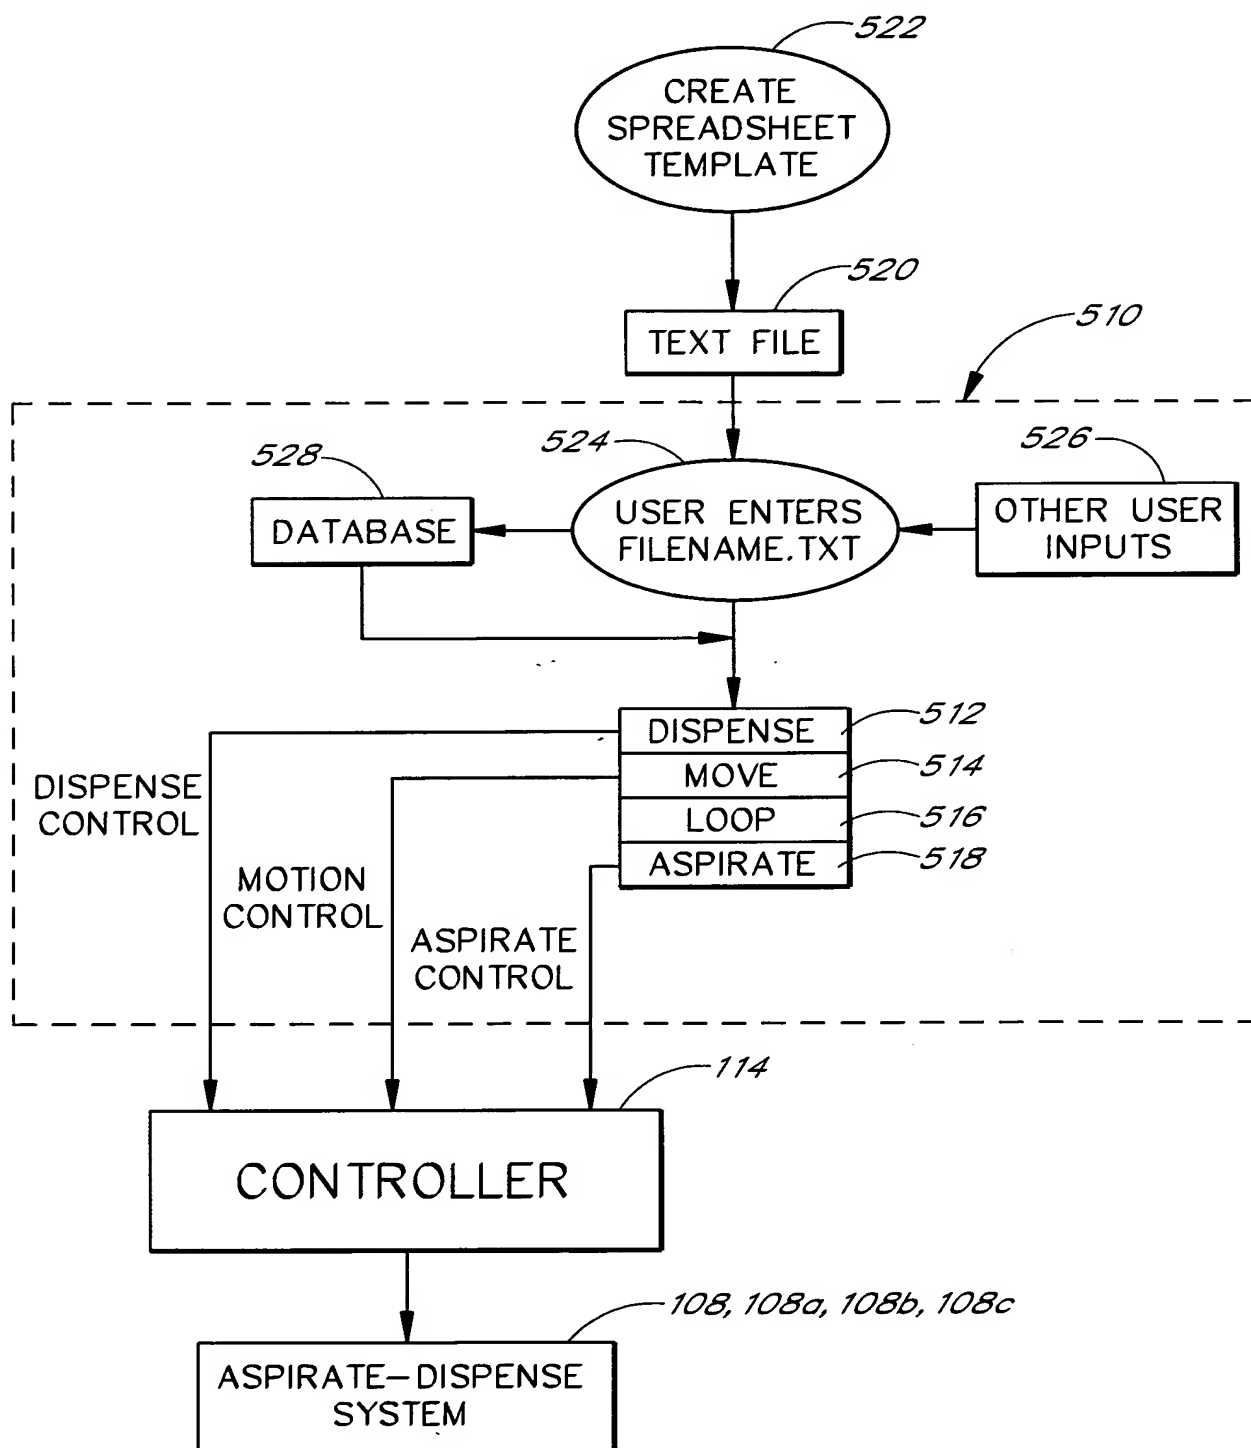 522
CREATE
SPREADSHEET
TEMPLATE
520
TEXT FILE
510
524
528
526
USER ENTERS
FILENAME.TXT
DATABASE
OTHER USER
INPUTS
DISPENSE
512
MOVE
514
LOOP
516
ASPIRATE
518
DISPENSE
CONTROL
MOTION
CONTROL
ASPIRATE
CONTROL
114
CONTROLLER
108, 108a, 108b, 108c
ASPIRATE–DISPENSE
SYSTEM